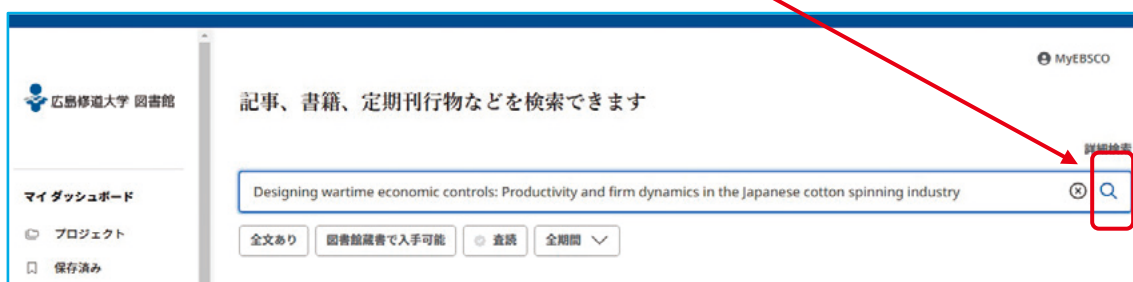 MyEBSCO
広島修道大学 図書館
記事、書籍、定期刊行物などを検索できます
詳細検索
マイ ダッシュボード
Designing wartime economic controls: Productivity and firm dynamics in the Japanese cotton spinning industry
プロジェクト
全文あり 図書館蔵書で入手可能 査読 全期間
保存済み